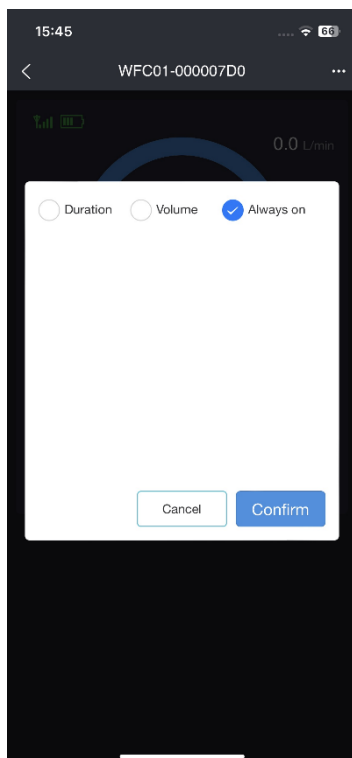 15:45 .... 66
WFC01-000007D0 ...
0.0 L/min
Duration Volume Always on
Cancel Confirm